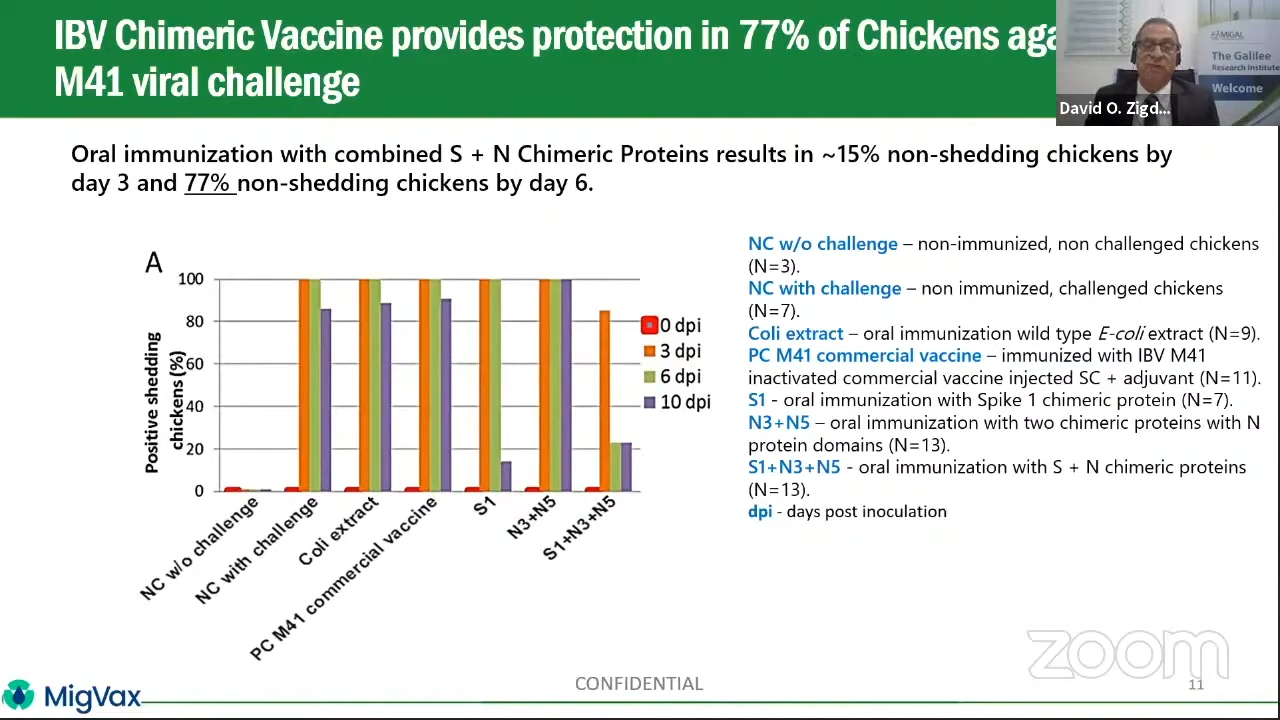 IBV Chimeric Vaccine provides protection in 77% of Chickens aga
M41 viral challenge
MIGAL
The Galilee
Research Institute
Welcome
David O. Zigd...
Oral immunization with combined S + N Chimeric Proteins results in ~15% non-shedding chickens by
day 3 and 77% non-shedding chickens by day 6.
A
Positive shedding
chickens (%)
100
80
60
40
20
0
NC w/o challenge
NC with challenge
Coli extract
PC M41 commercial vaccine
S1
N3+N5
S1+N3+N5
0 dpi
3 dpi
6 dpi
10 dpi
NC w/o challenge – non-immunized, non challenged chickens
(N=3).
NC with challenge – non immunized, challenged chickens
(N=7).
Coli extract – oral immunization wild type E-coli extract (N=9).
PC M41 commercial vaccine – immunized with IBV M41
inactivated commercial vaccine injected SC + adjuvant (N=11).
S1 - oral immunization with Spike 1 chimeric protein (N=7).
N3+N5 – oral immunization with two chimeric proteins with N
protein domains (N=13).
S1+N3+N5 - oral immunization with S + N chimeric proteins
(N=13).
dpi - days post inoculation
zoom
MigVax
CONFIDENTIAL
11